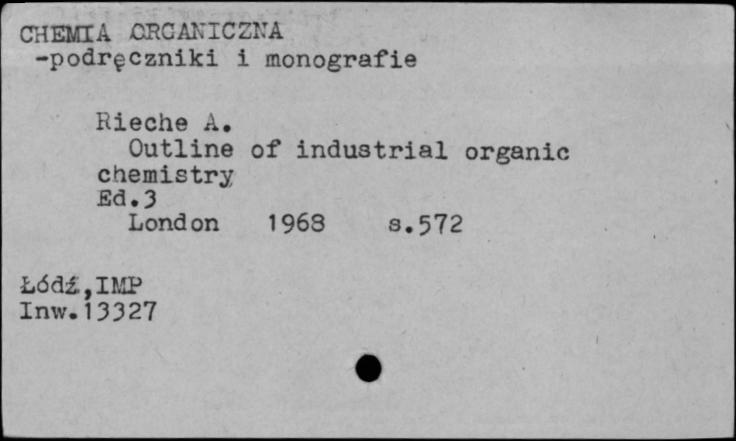 CHEMIA ORGANICZNA
-podręczniki i monografie
Rieche A.
Outline of industrial organic
chemistry
Ed.3
London 1968 s.572
Łódź,IMP
Inw.13327